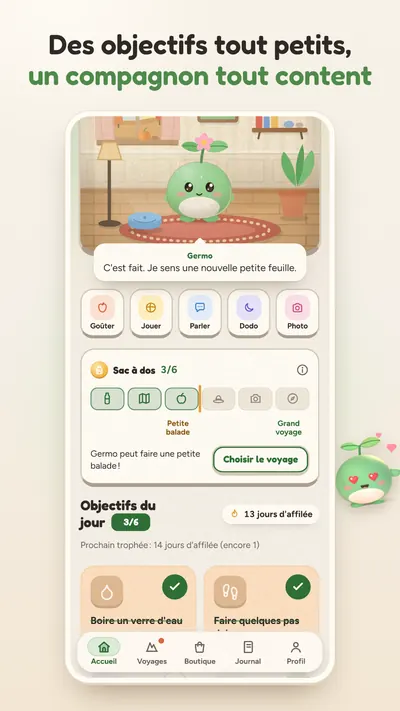 Des objectifs tout petits,
un compagnon tout content
Germo
C'est fait. Je sens une nouvelle petite feuille.
Goûter
Jouer
Parler
Dodo
Photo
Sac à dos 3/6
Petite
balade
Grand
voyage
Germo peut faire une petite
balade !
Choisir le voyage
Objectifs du
jour 3/6
13 jours d'affilée
Prochain trophée : 14 jours d'affilée (encore 1)
Boire un verre d'eau
Faire quelques pas
Accueil
Voyages
Boutique
Journal
Profil